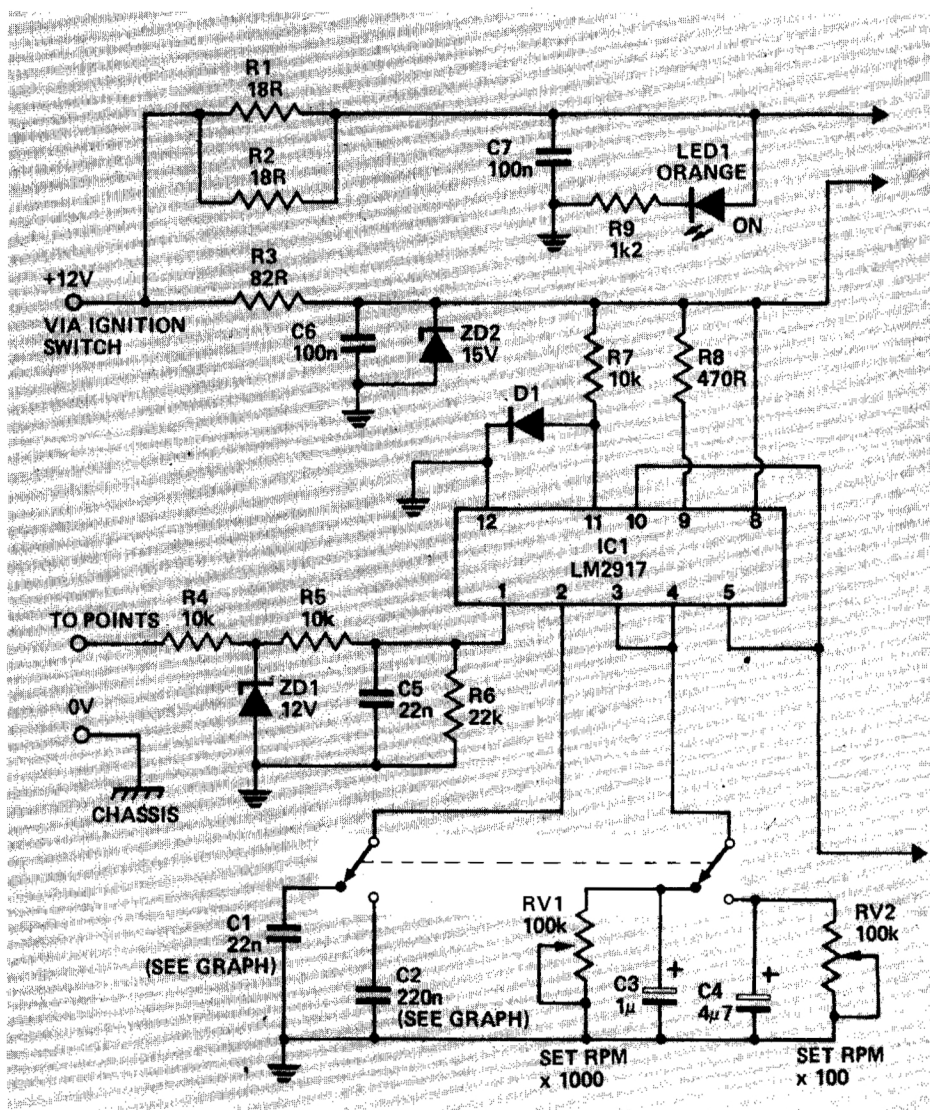 R1
18R
R2
18R
C7
100n
LED1
ORANGE
R9
1k2
ON
R3
82R
+12V
VIA IGNITION
SWITCH
C6
100n
ZD2
15V
R7
10k
R8
470R
D1
12
11
10
9
8
IC1
LM2917
1
2
3
4
5
TO POINTS
R4
10k
R5
10k
ZD1
12V
C5
22n
R6
22k
0V
CHASSIS
C1
22n
(SEE GRAPH)
C2
220n
(SEE GRAPH)
RV1
100k
C3
1μ
+
C4
4μ7
+
RV2
100k
SET RPM
x 1000
SET RPM
x 100